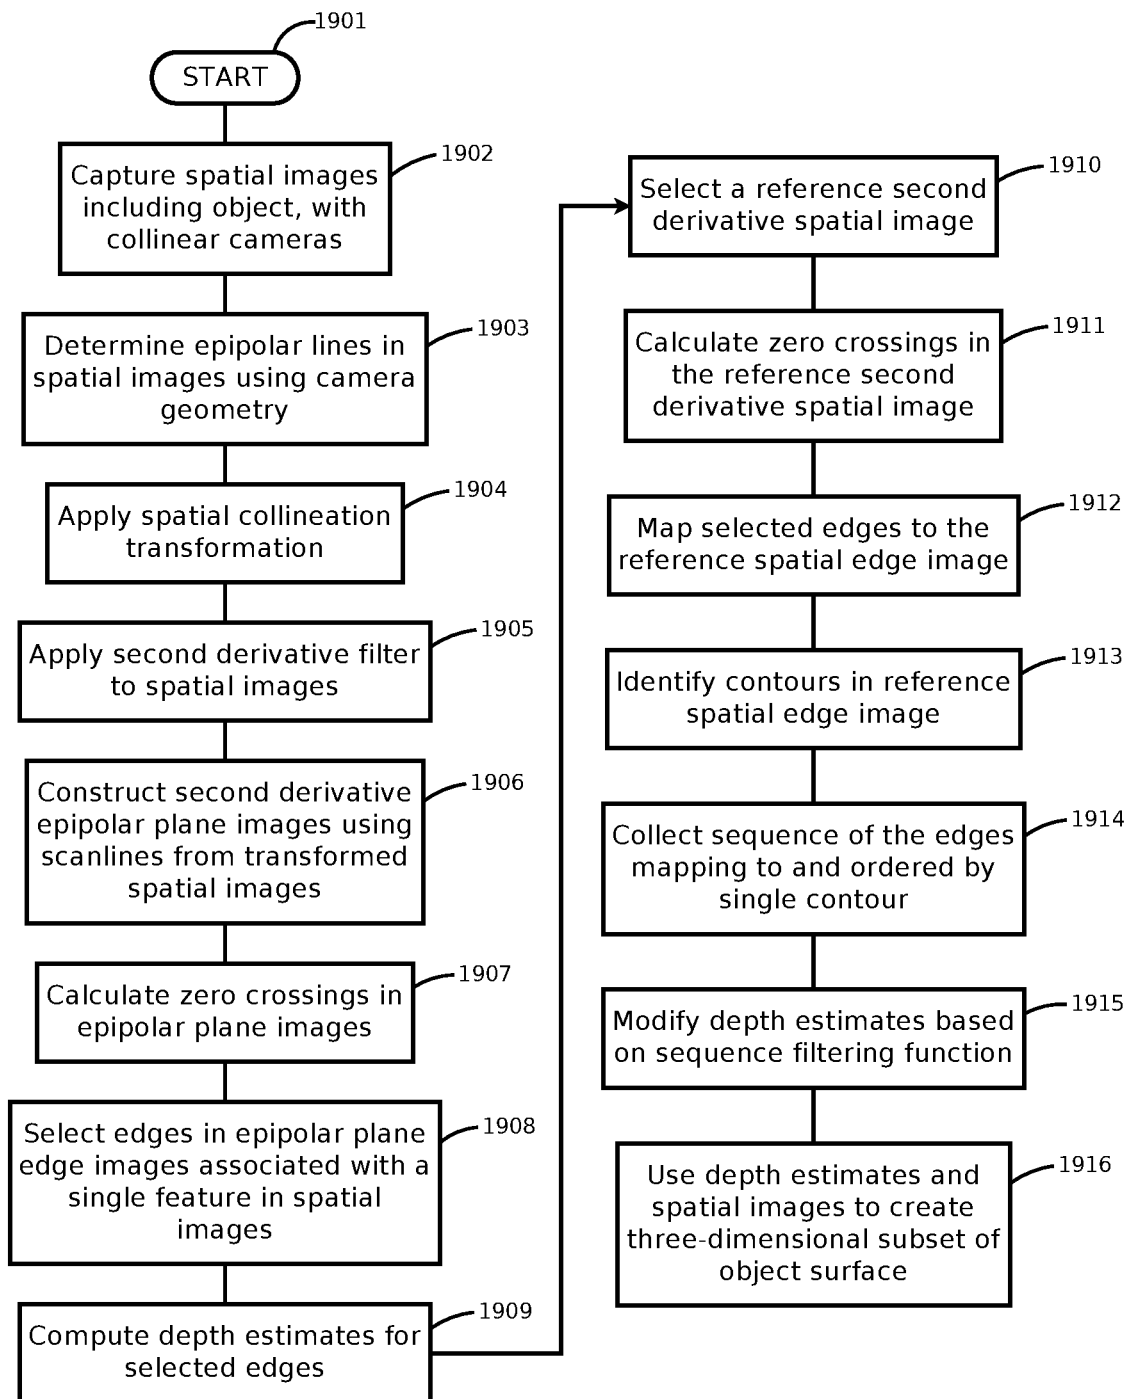 1901
START
1902
Capture spatial images
including object, with
collinear cameras
1903
Determine epipolar lines in
spatial images using camera
geometry
1904
Apply spatial collineation
transformation
1905
Apply second derivative filter
to spatial images
1906
Construct second derivative
epipolar plane images using
scanlines from transformed
spatial images
1907
Calculate zero crossings in
epipolar plane images
1908
Select edges in epipolar plane
edge images associated with a
single feature in spatial
images
1909
Compute depth estimates for
selected edges
1910
Select a reference second
derivative spatial image
1911
Calculate zero crossings in
the reference second
derivative spatial image
1912
Map selected edges to the
reference spatial edge image
1913
Identify contours in reference
spatial edge image
1914
Collect sequence of the edges
mapping to and ordered by
single contour
1915
Modify depth estimates based
on sequence filtering function
1916
Use depth estimates and
spatial images to create
three-dimensional subset of
object surface